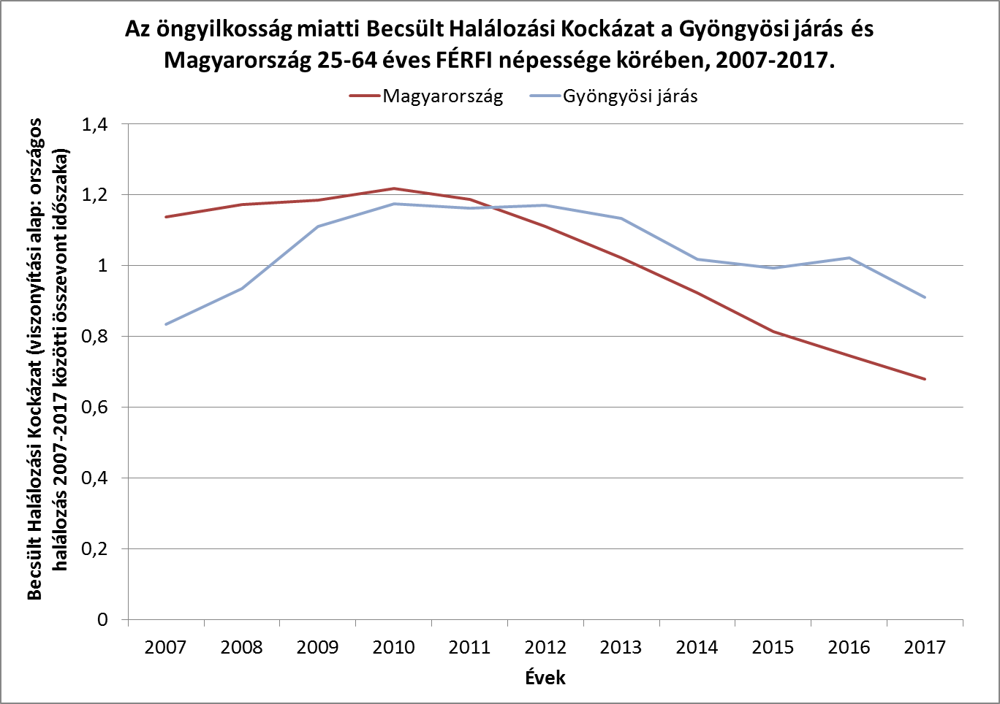 Az öngyilkosság miatti Becsült Halálozási Kockázat a Gyöngyösi járás és
Magyarország 25-64 éves FÉRFI népessége körében, 2007-2017.
Magyarország
Gyöngyösi járás
Becsült Halálozási Kockázat (viszonyítási alap: országos
halálozás 2007-2017 közötti összevont időszaka)
1,4
1,2
1
0,8
0,6
0,4
0,2
0
2007 2008 2009 2010 2011 2012 2013 2014 2015 2016 2017
Évek